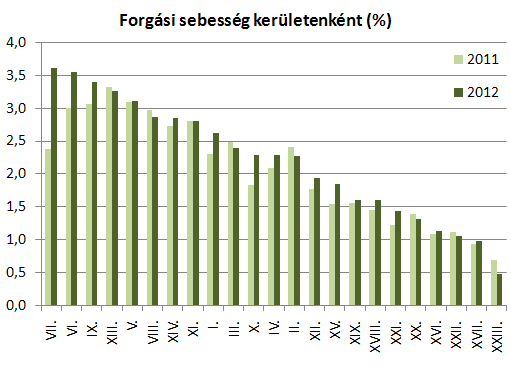 Forgási sebesség kerületenként (%)
4,0
3,5
3,0
2,5
2,0
1,5
1,0
0,5
0,0
2011
2012
VII.
VI.
IX.
XIII.
V.
VIII.
XIV.
XI.
I.
III.
X.
IV.
II.
XII.
XV.
XIX.
XVIII.
XXI.
XX.
XVI.
XXII.
XVII.
XXIII.